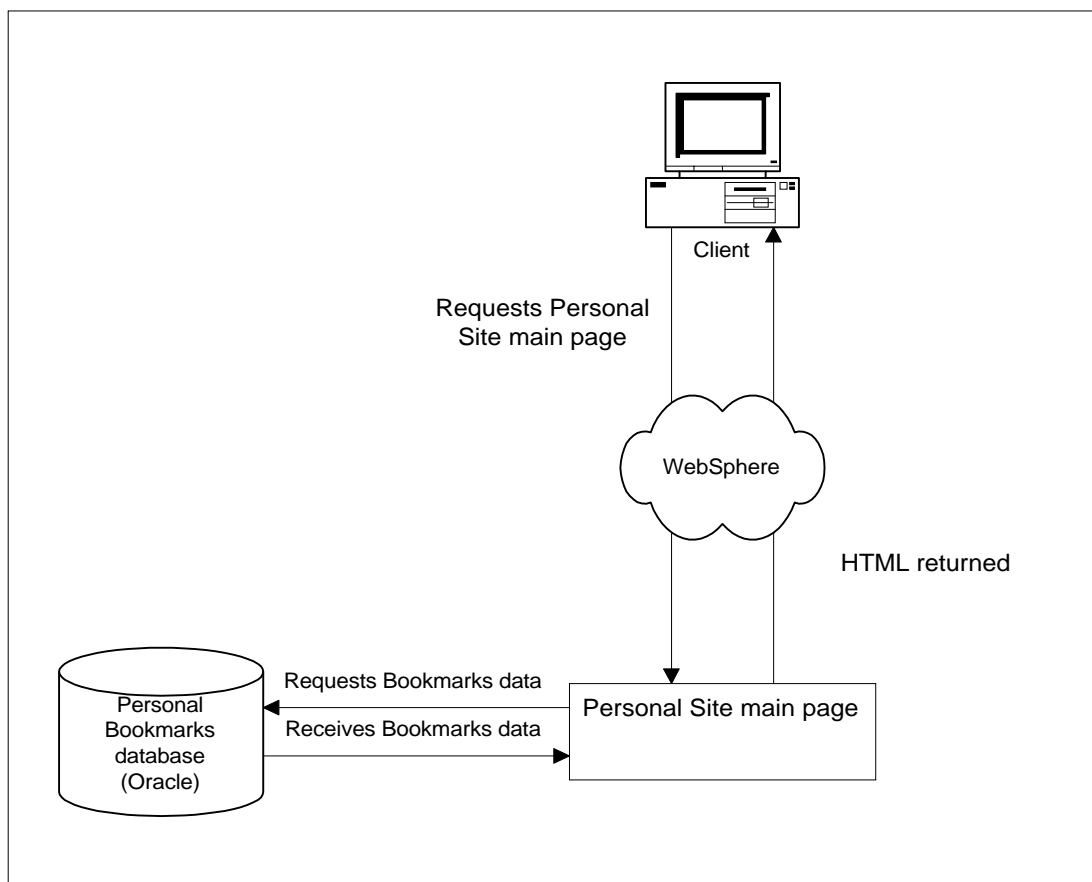 Client
Requests Personal
Site main page
WebSphere
HTML returned
Requests Bookmarks data
Receives Bookmarks data
Personal
Bookmarks
database
(Oracle)
Personal Site main page